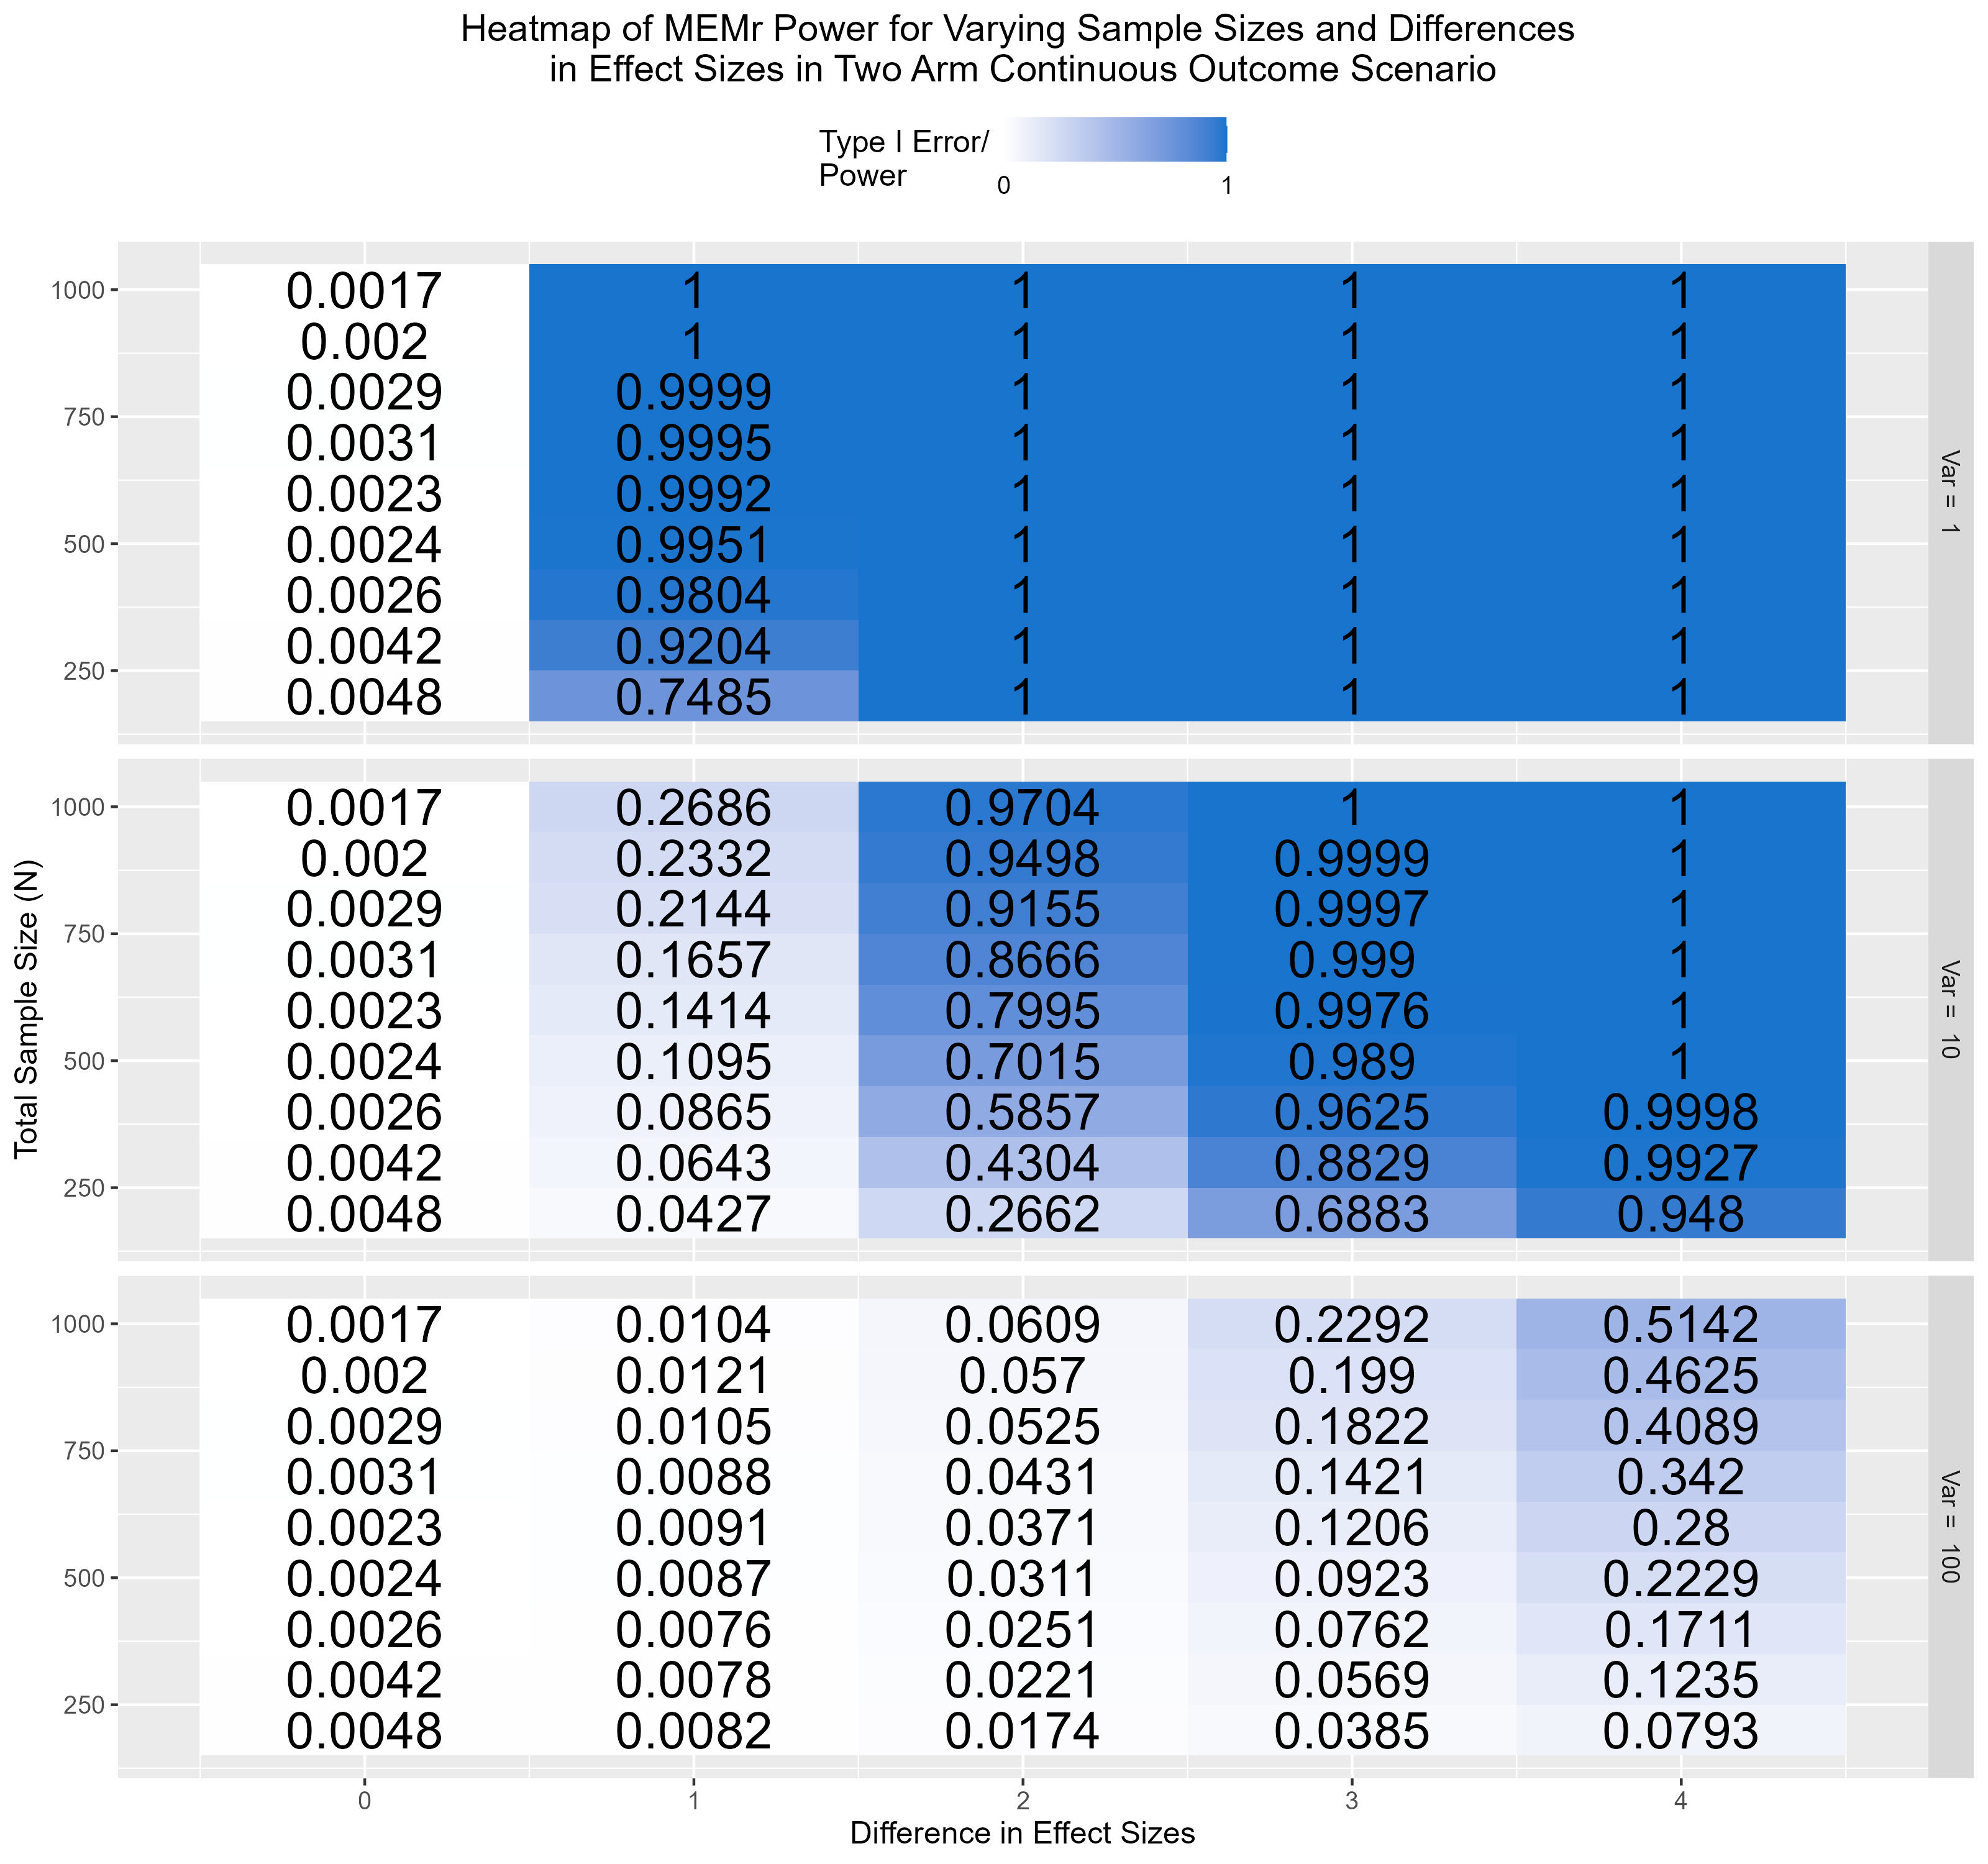 Heatmap of MEMr Power for Varying Sample Sizes and Differences
in Effect Sizes in Two Arm Continuous Outcome Scenario
Type I Error/
Power
0 1
1000 0.0017 1 1 1 1
0.002 1 1 1 1
0.0029 0.9999 1 1 1
750
0.0031 0.9995 1 1 1
0.0023 0.9992 1 1 1
500 0.0024 0.9951 1 1 1
0.0026 0.9804 1 1 1
0.0042 0.9204 1 1 1
250
0.0048 0.7485 1 1 1
Var = 1
Total Sample Size (N)
1000 0.0017 0.2686 0.9704 1 1
0.002 0.2332 0.9498 0.9999 1
0.0029 0.2144 0.9155 0.9997 1
750
0.0031 0.1657 0.8666 0.999 1
0.0023 0.1414 0.7995 0.9976 1
500 0.0024 0.1095 0.7015 0.989 1
0.0026 0.0865 0.5857 0.9625 0.9998
0.0042 0.0643 0.4304 0.8829 0.9927
250
0.0048 0.0427 0.2662 0.6883 0.948
Var = 10
1000 0.0017 0.0104 0.0609 0.2292 0.5142
0.002 0.0121 0.057 0.199 0.4625
0.0029 0.0105 0.0525 0.1822 0.4089
750
0.0031 0.0088 0.0431 0.1421 0.342
0.0023 0.0091 0.0371 0.1206 0.28
500 0.0024 0.0087 0.0311 0.0923 0.2229
0.0026 0.0076 0.0251 0.0762 0.1711
0.0042 0.0078 0.0221 0.0569 0.1235
250
0.0048 0.0082 0.0174 0.0385 0.0793
Var = 100
0 1 2 3 4
Difference in Effect Sizes